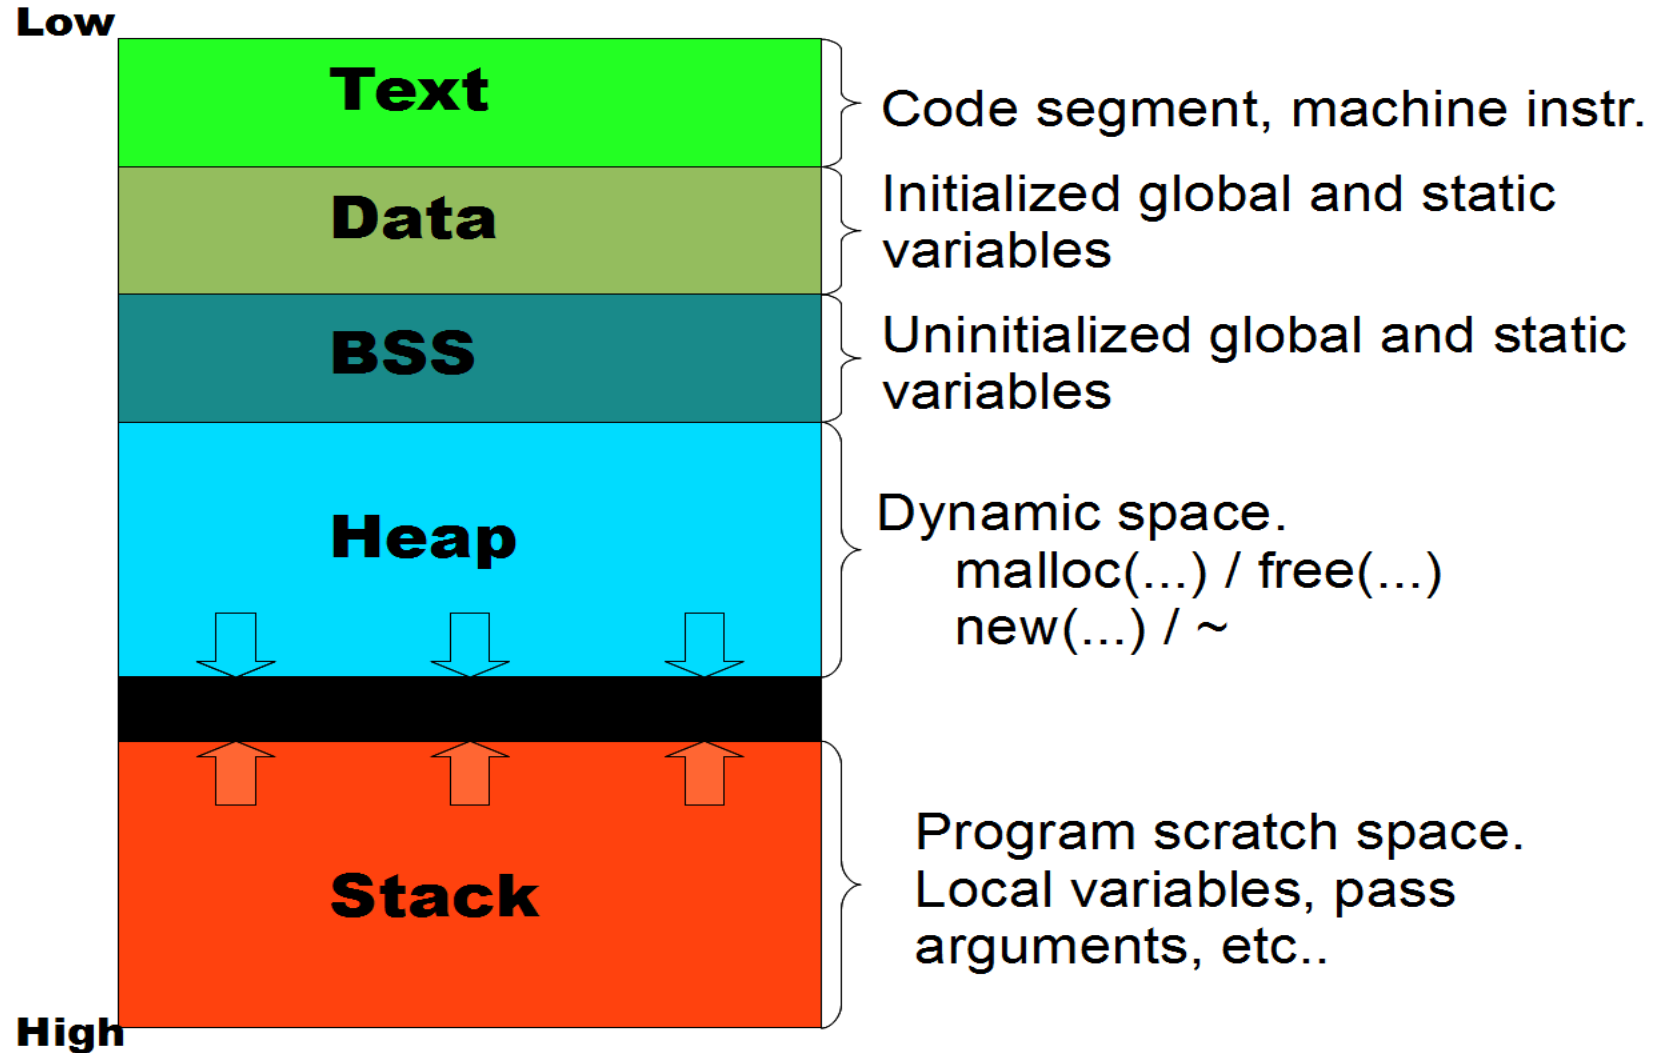 Low
Text
Code segment, machine instr.
Data
Initialized global and static
variables
BSS
Uninitialized global and static
variables
Heap
Dynamic space.
malloc(...) / free(...)
new(...) / ~
Stack
Program scratch space.
Local variables, pass
arguments, etc..
High